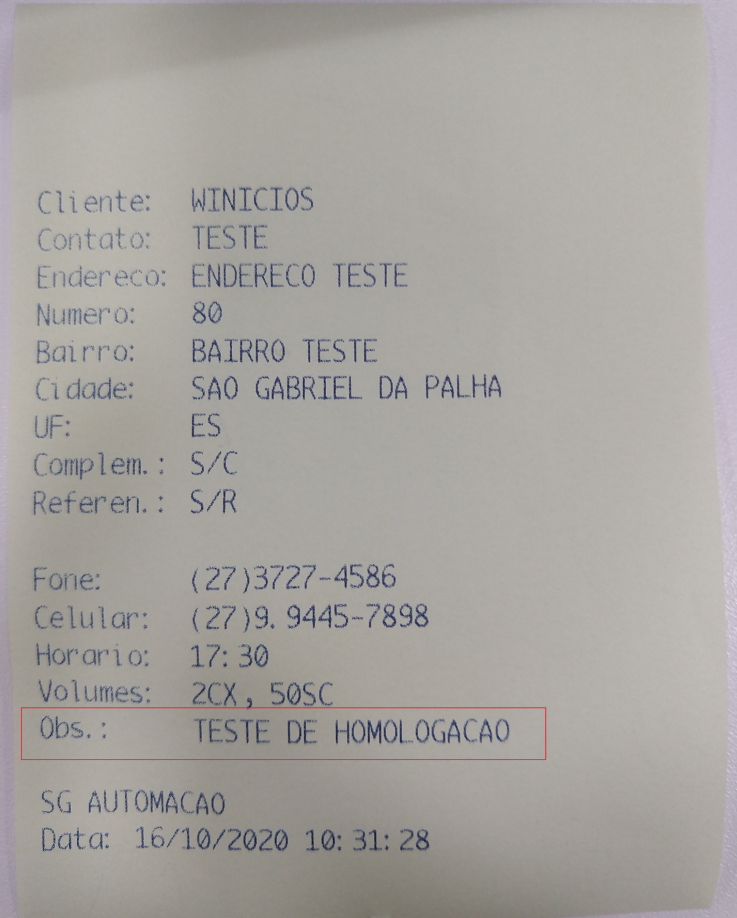 Cliente: WINICIOS
Contato: TESTE
Endereco: ENDERECO TESTE
Numero: 80
Bairro: BAIRRO TESTE
Cidade: SAO GABRIEL DA PALHA
UF: ES
Complem.: S/C
Referen.: S/R
Fone: (27)3727-4586
Celular: (27)9.9445-7898
Horario: 17:30
Volumes: 2CX, 50SC
Obs.: TESTE DE HOMOLOGACAO
SG AUTOMACAO
Data: 16/10/2020 10:31:28